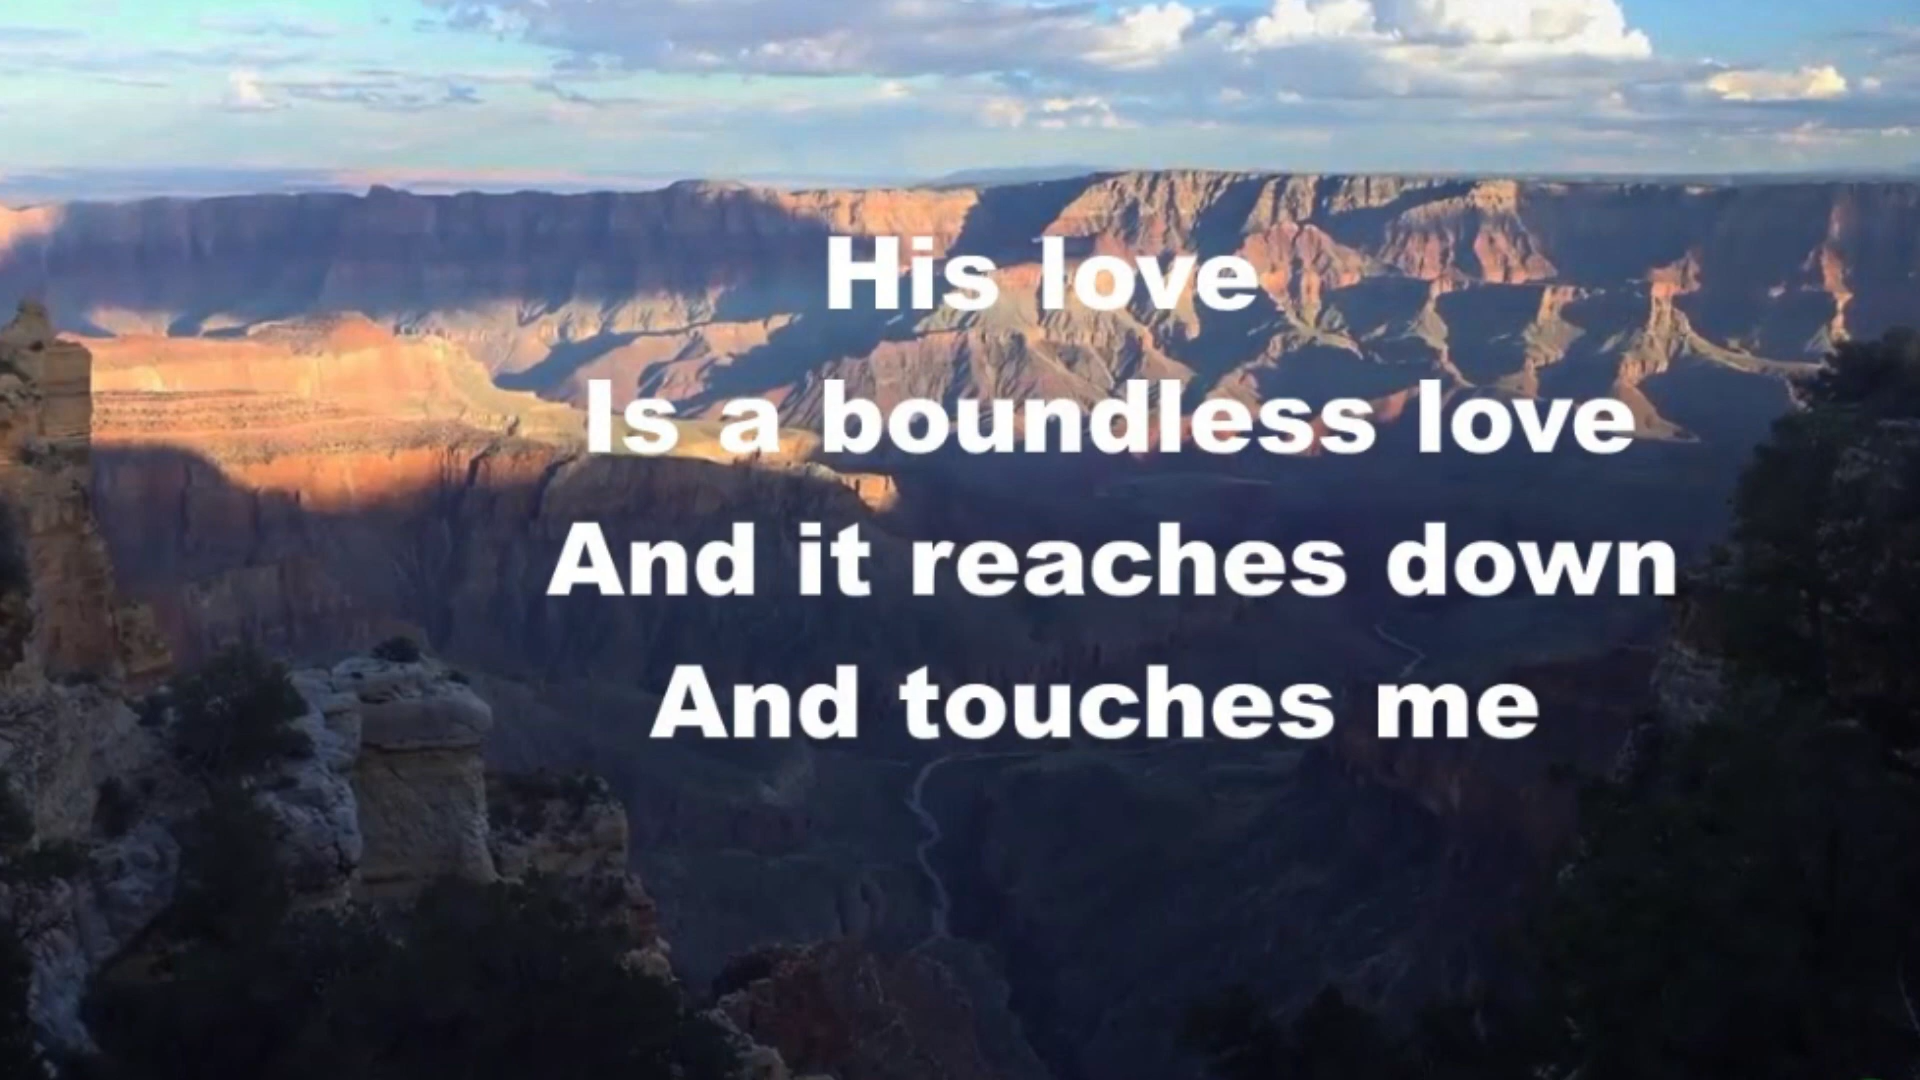 His love
Is a boundless love
And it reaches down
And touches me